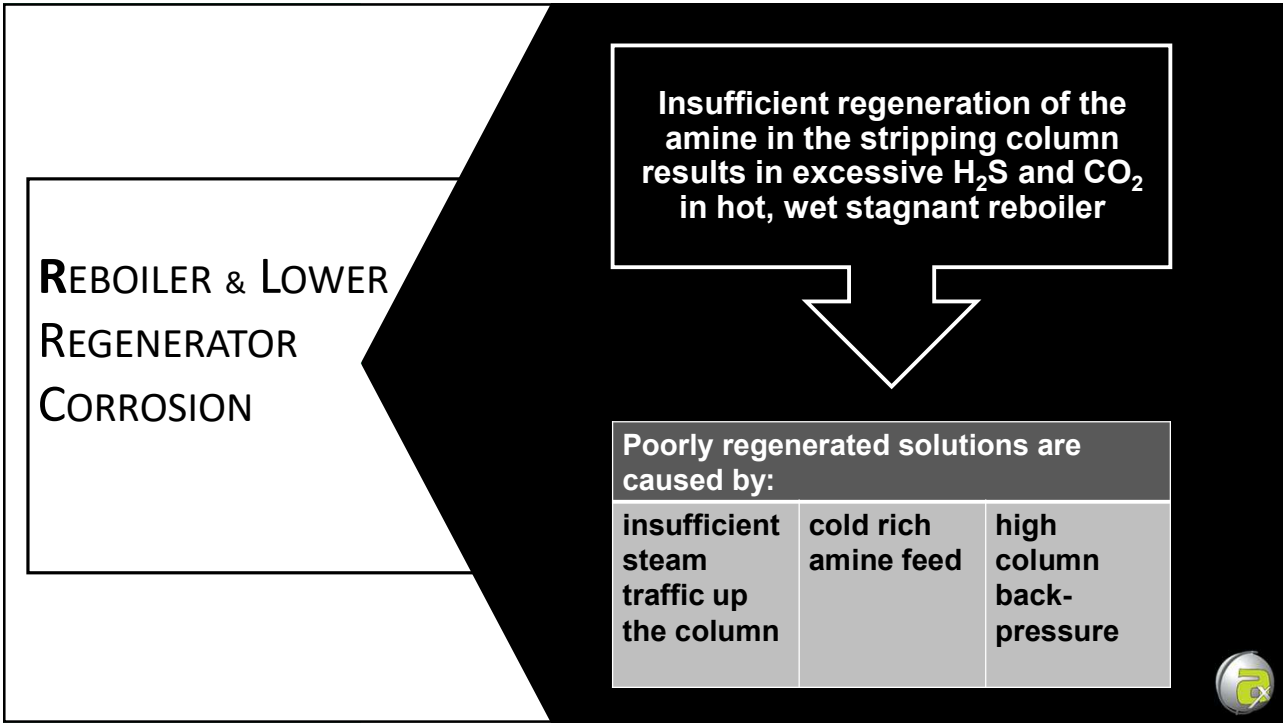 REBOILER & LOWER
REGENERATOR
CORROSION
Insufficient regeneration of the
amine in the stripping column
results in excessive H₂S and CO₂
in hot, wet stagnant reboiler
Poorly regenerated solutions are
caused by:
insufficient
steam
traffic up
the column
cold rich
amine feed
high
column
back-
pressure
ax